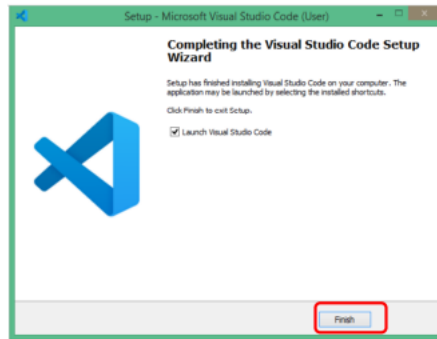 Setup - Microsoft Visual Studio Code (User)
Completing the Visual Studio Code Setup
Wizard
Setup has finished installing Visual Studio Code on your computer. The
application may be launched by selecting the installed shortcuts.
Click Finish to exit Setup.
Launch Visual Studio Code
Finish